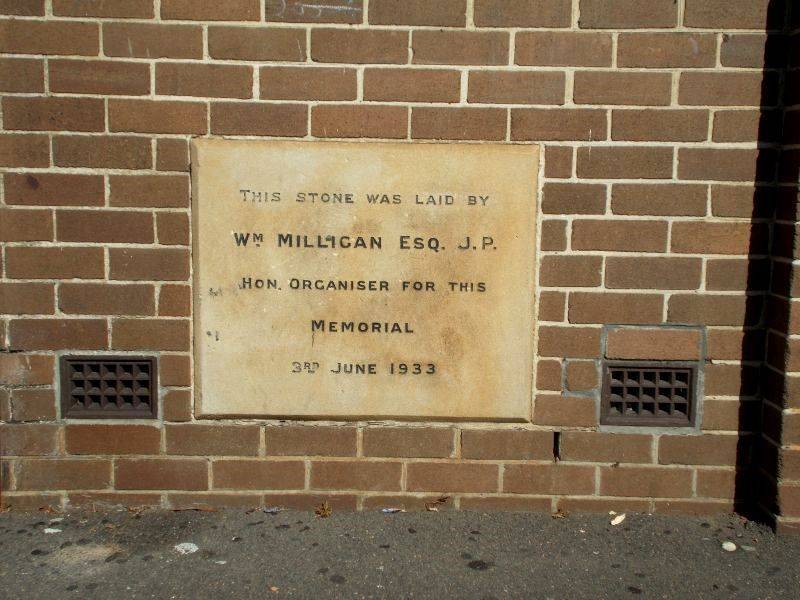 THIS STONE WAS LAID BY
WM MILLIGAN ESQ. J.P.
HON. ORGANISER FOR THIS
MEMORIAL
3RD JUNE 1933